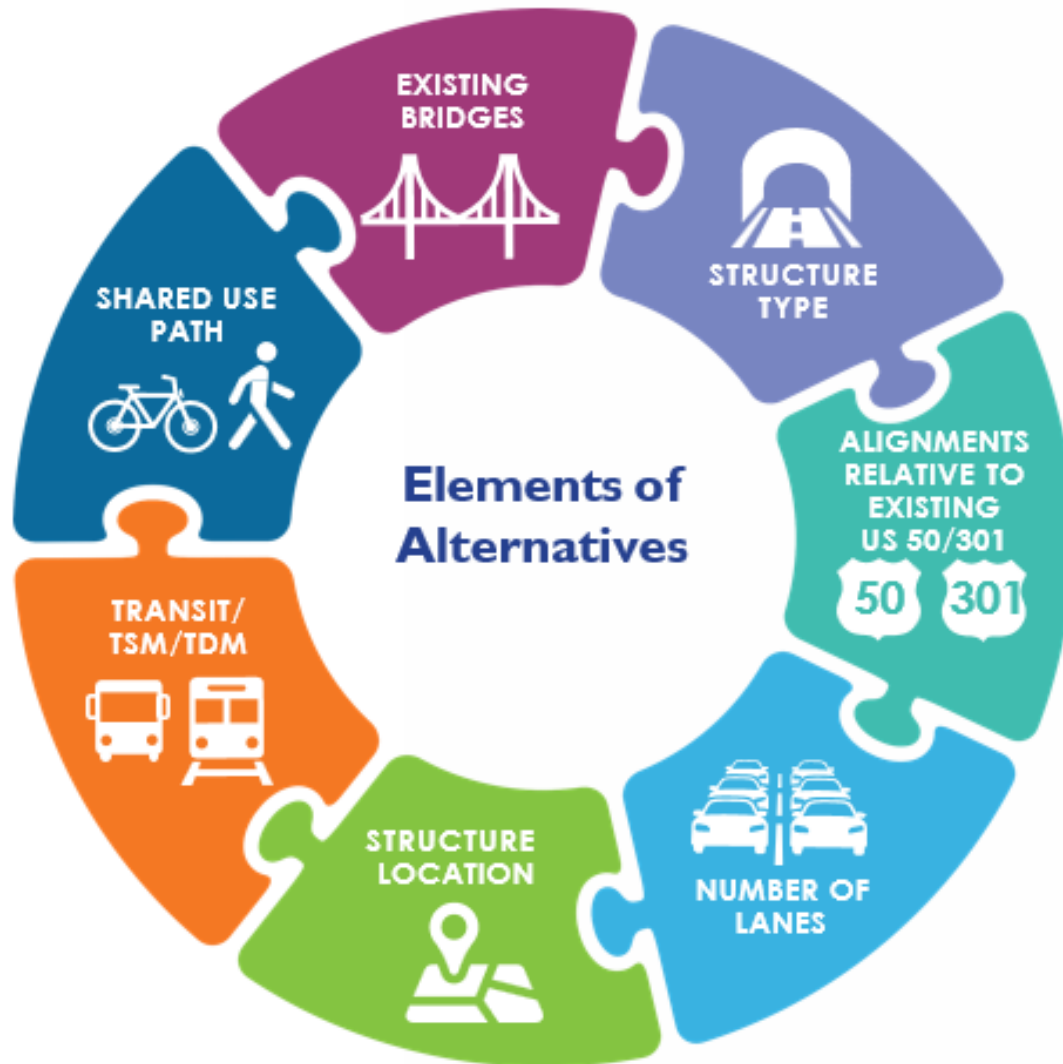 EXISTING
BRIDGES
STRUCTURE
TYPE
ALIGNMENTS
RELATIVE TO
EXISTING
US 50/301
50
301
NUMBER OF
LANES
STRUCTURE
LOCATION
TRANSIT/
TSM/TDM
SHARED USE
PATH
Elements of
Alternatives